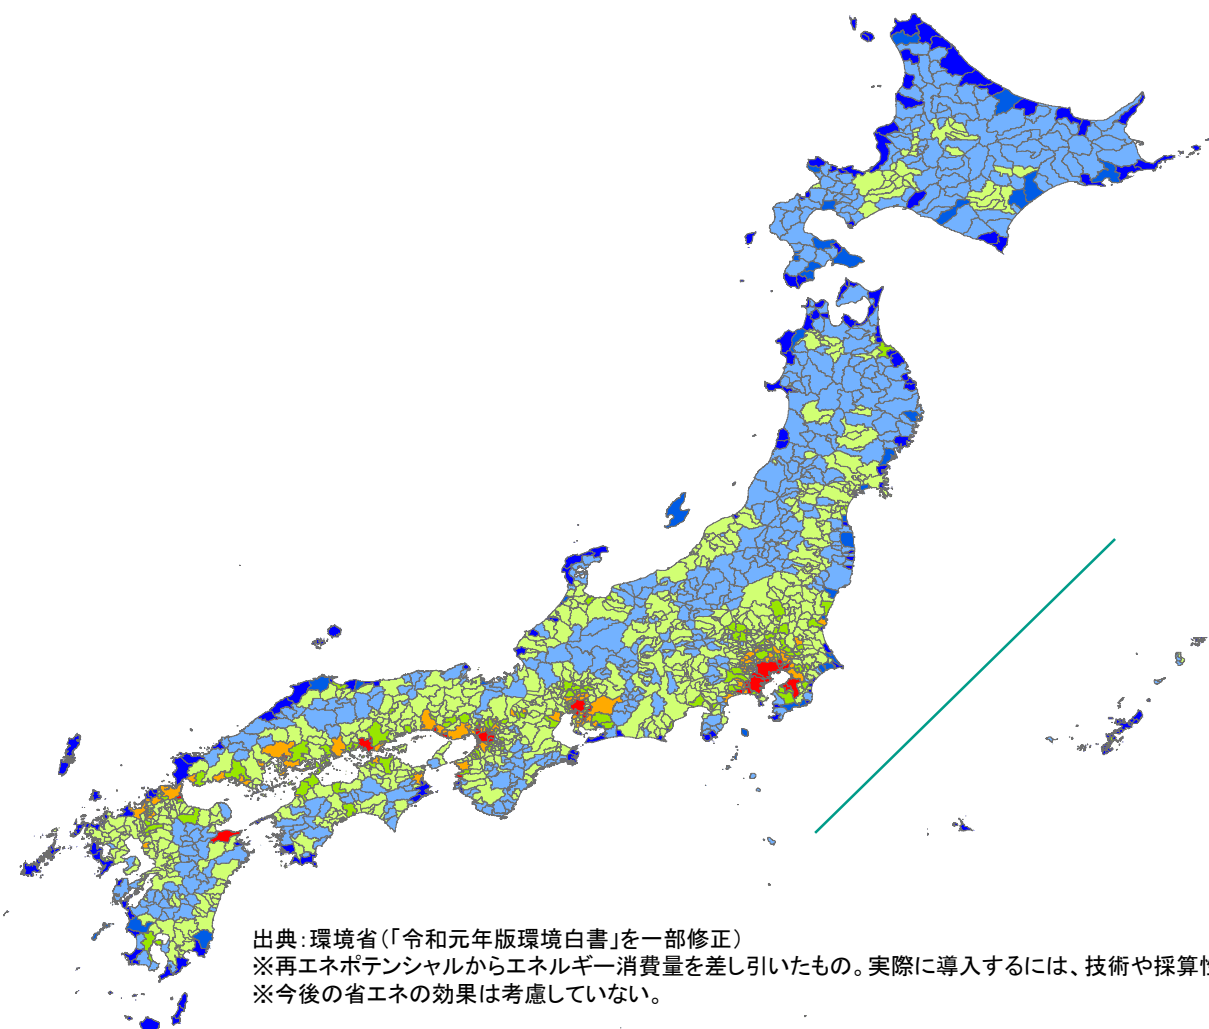 出典：環境省（「令和元年版環境白書」を一部修正）
※再エネポテンシャルからエネルギー消費量を差し引いたもの。実際に導入するには、技術や採算性
※今後の省エネの効果は考慮していない。